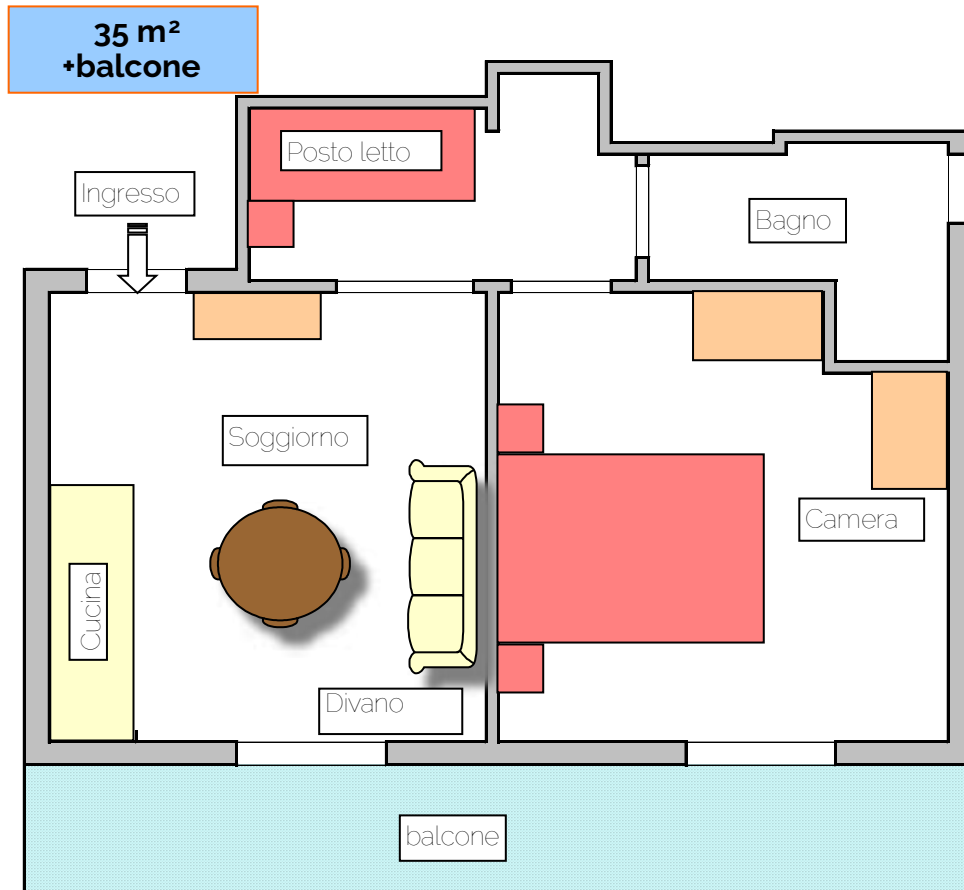 35 m²
+balcone
Posto letto
Ingresso
Bagno
Soggiorno
Camera
Cucina
Divano
balcone